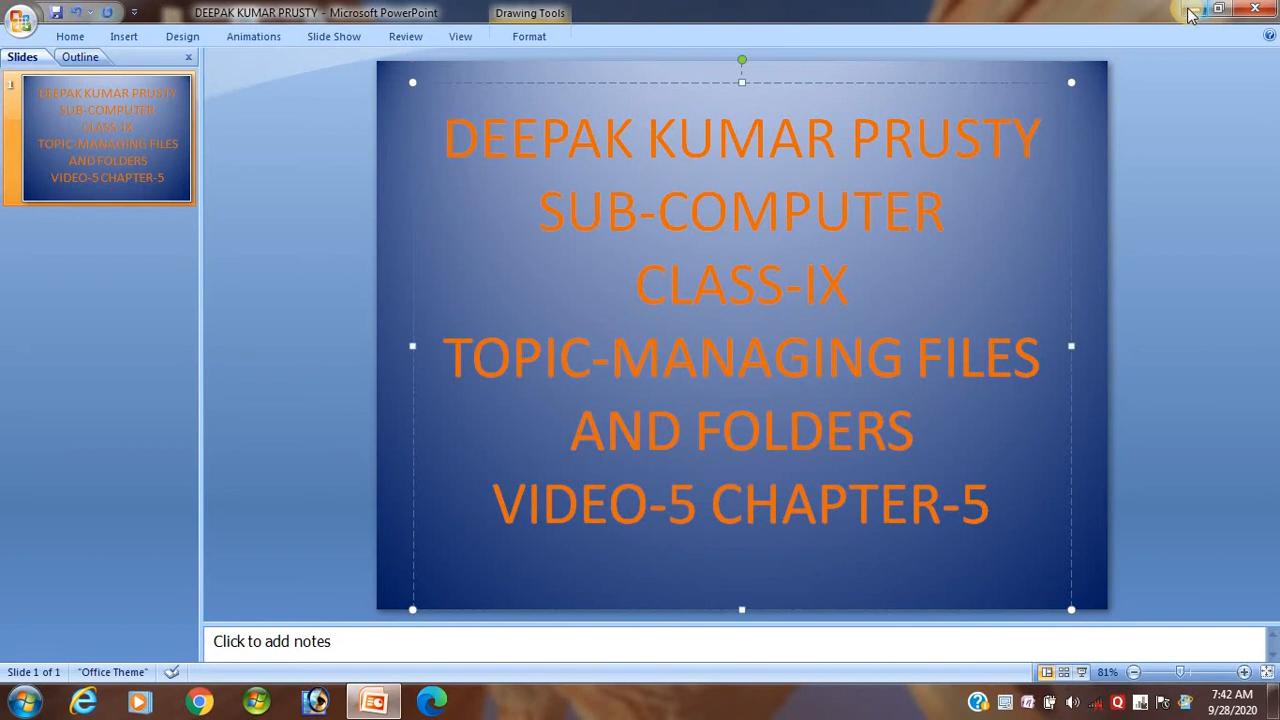 DEEPAK KUMAR PRUSTY - Microsoft PowerPoint
Drawing Tools
Home Insert Design Animations Slide Show Review View Format
Slides Outline
1
DEEPAK KUMAR PRUSTY
SUB-COMPUTER
CLASS-IX
TOPIC-MANAGING FILES
AND FOLDERS
VIDEO-5 CHAPTER-5
DEEPAK KUMAR PRUSTY
SUB-COMPUTER
CLASS-IX
TOPIC-MANAGING FILES
AND FOLDERS
VIDEO-5 CHAPTER-5
Click to add notes
Slide 1 of 1 "Office Theme" 81%
7:42 AM
9/28/2020